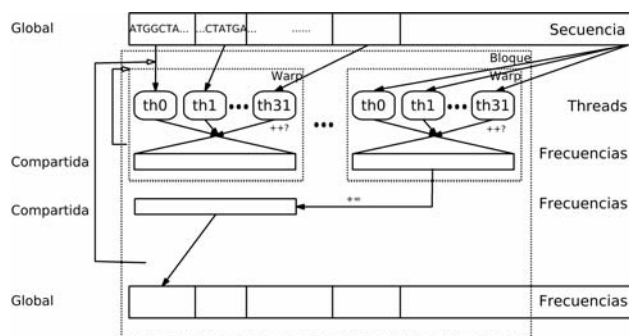 Global ATGGCTA... ...CTATGA... ...... Secuencia
Bloque
Warp Warp
th0 th1 ••• th31 ••• th0 th1 ••• th31 Threads
++? ++?
Frecuencias
Compartida
Compartida += Frecuencias
Global Frecuencias